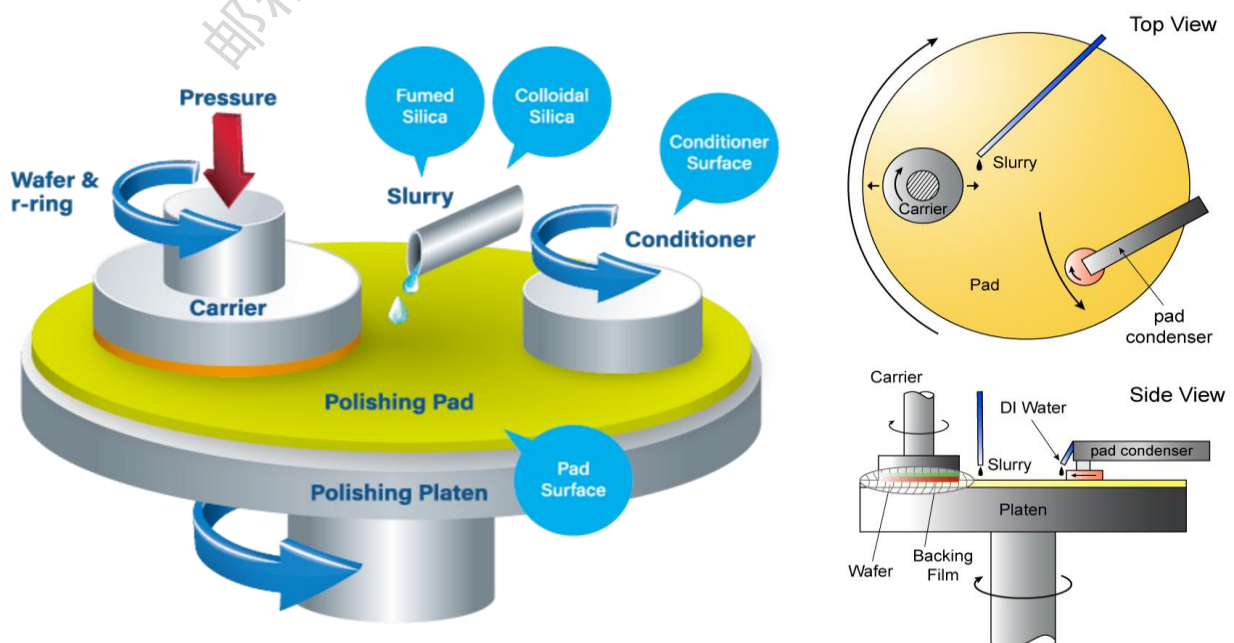 Pressure
Fumed
Silica
Colloidal
Silica
Conditioner
Surface
Wafer &
r-ring
Slurry
Conditioner
Carrier
Polishing Pad
Polishing Platen
Pad
Surface
Top View
Slurry
Carrier
Pad
pad
condenser
Side View
Carrier
DI Water
Slurry
pad condenser
Platen
Wafer
Backing
Film